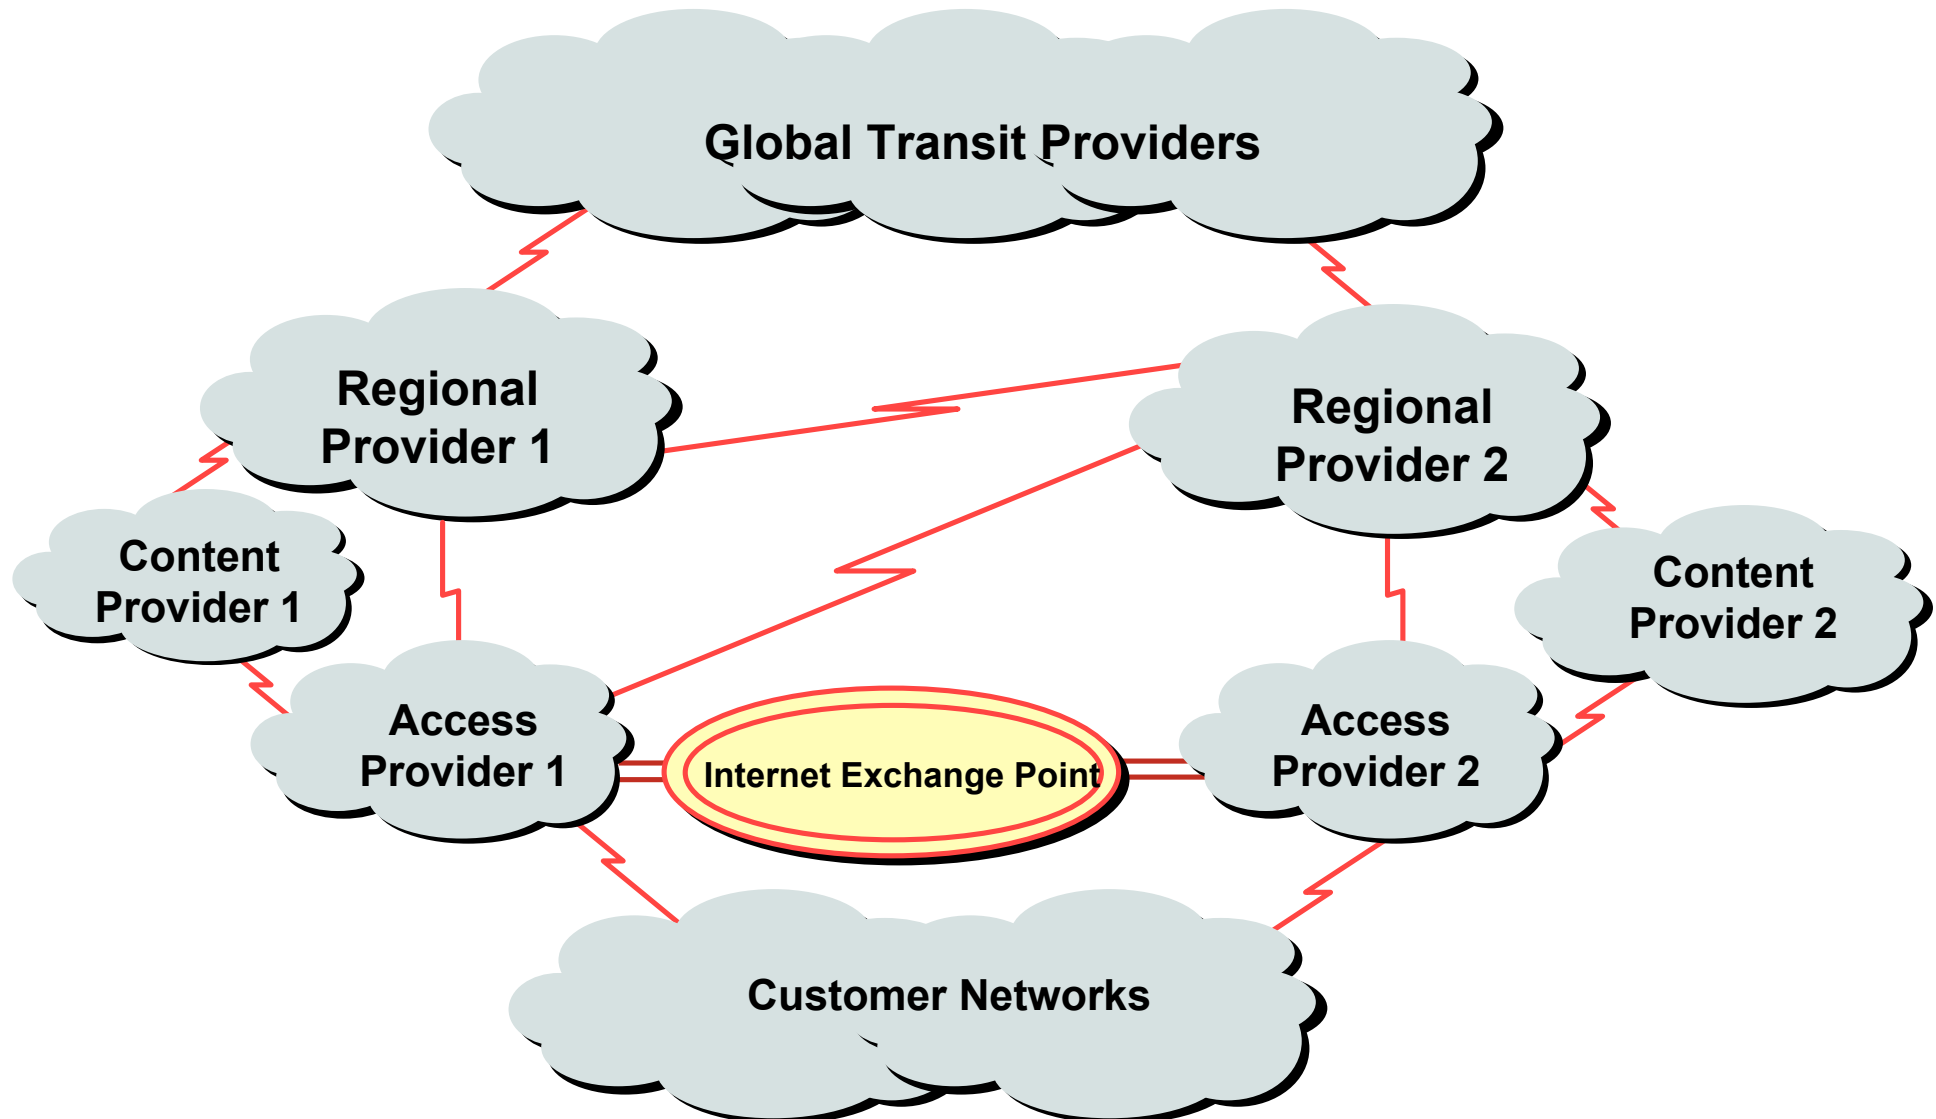 Global Transit Providers
Regional
Provider 1
Regional
Provider 2
Content
Provider 1
Content
Provider 2
Access
Provider 1
Internet Exchange Point
Access
Provider 2
Customer Networks